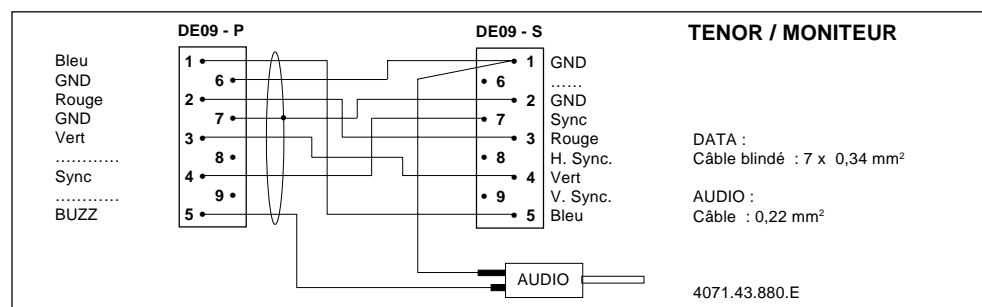 DE09 - P DE09 - S TENOR / MONITEUR
Bleu 1 1 GND
GND 6 6 ......
Rouge 2 2 GND
GND 7 7 Sync
Vert 3 3 Rouge
............ 8 8 H. Sync.
Sync 4 4 Vert
............ 9 9 V. Sync.
BUZZ 5 5 Bleu
DATA :
Câble blindé : 7 x 0,34 mm²
AUDIO :
Câble : 0,22 mm²
AUDIO
4071.43.880.E